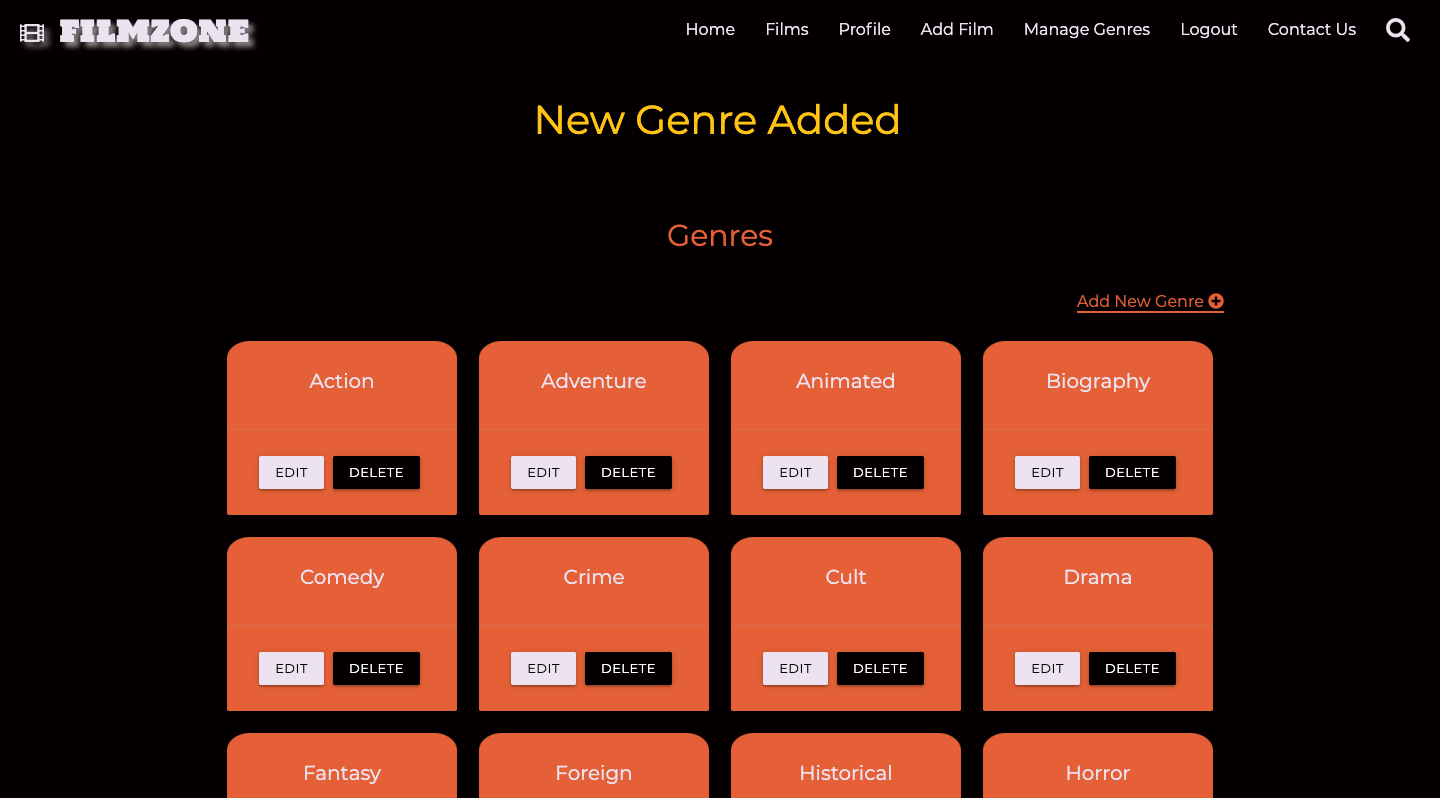 FILMZONE Home Films Profile Add Film Manage Genres Logout Contact Us
New Genre Added
Genres
Add New Genre
Action Adventure Animated Biography
EDIT DELETE EDIT DELETE EDIT DELETE EDIT DELETE
Comedy Crime Cult Drama
EDIT DELETE EDIT DELETE EDIT DELETE EDIT DELETE
Fantasy Foreign Historical Horror